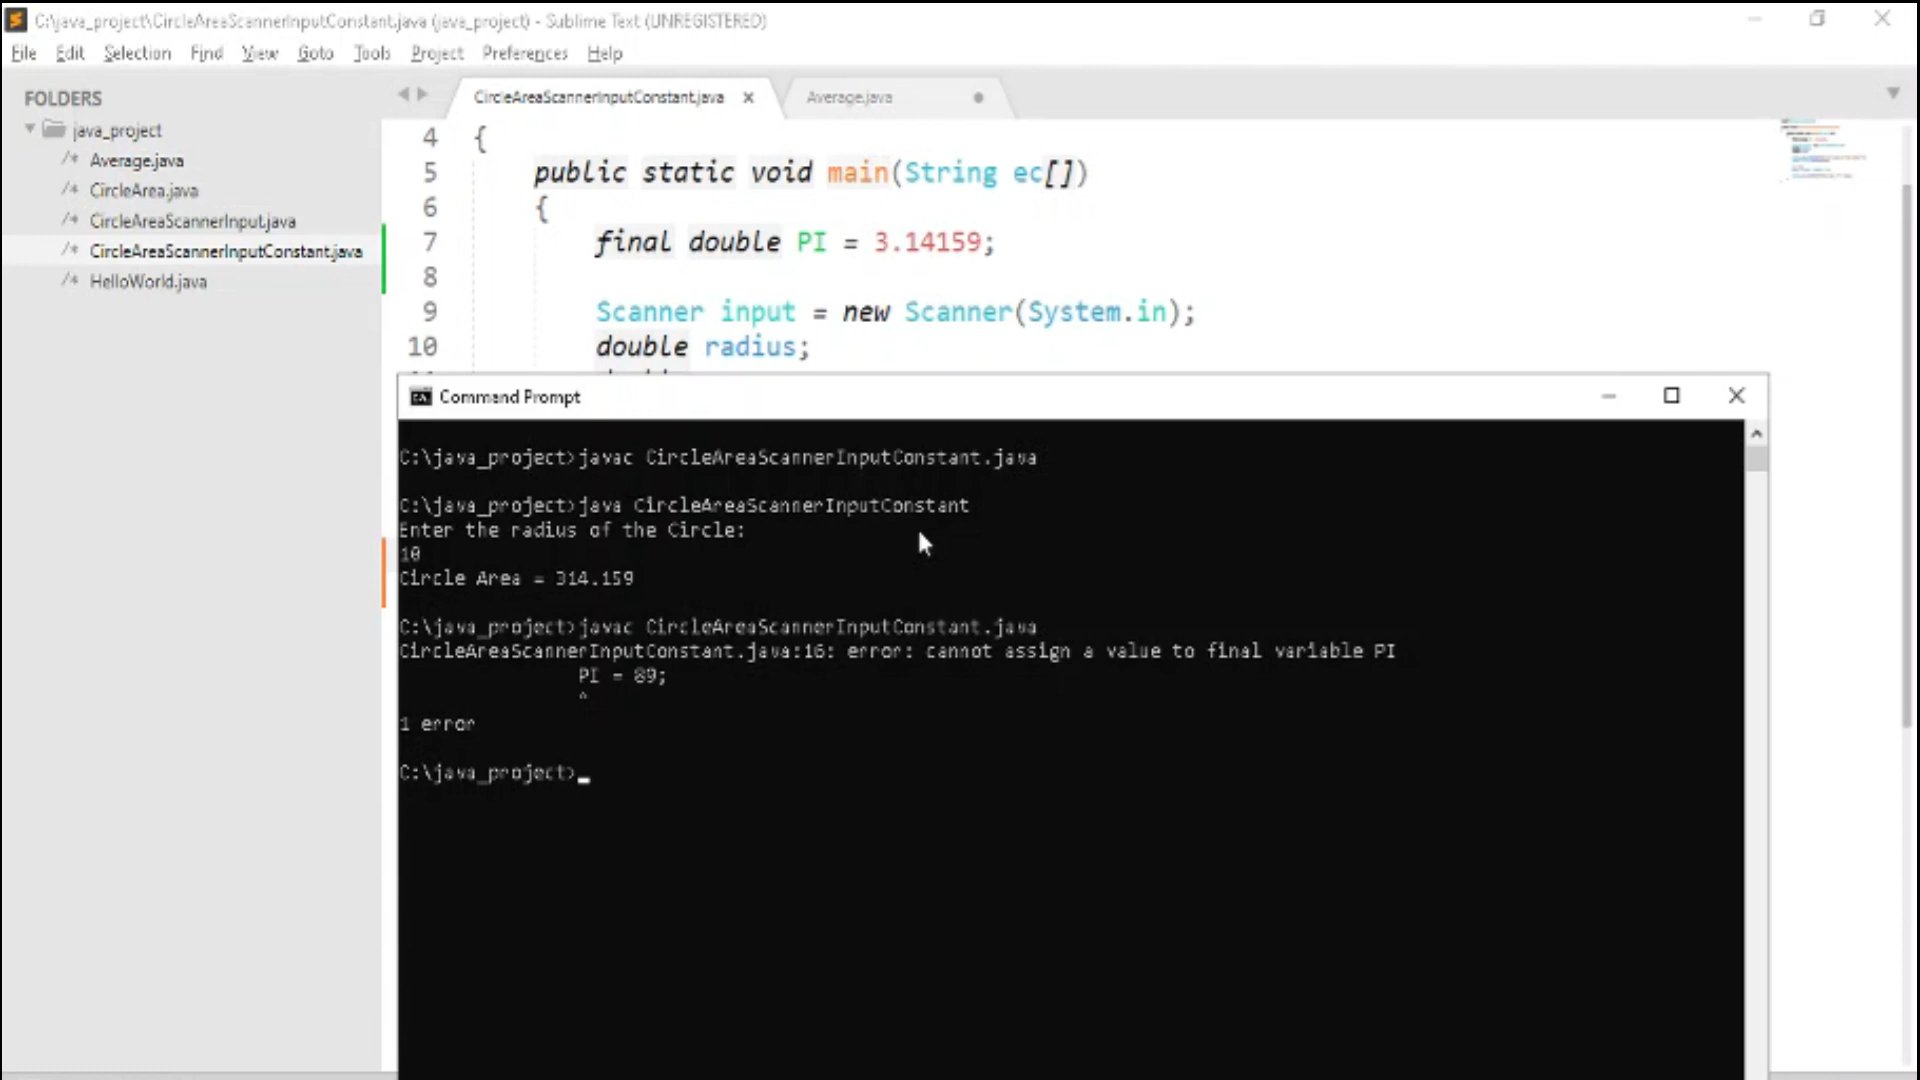 C:\java_project\CircleAreaScannerInputConstant.java (java_project) - Sublime Text (UNREGISTERED)
File Edit Selection Find View Goto Tools Project Preferences Help
FOLDERS
java_project
/* Average.java
/* CircleArea.java
/* CircleAreaScannerInput.java
/* CircleAreaScannerInputConstant.java
/* HelloWorld.java
CircleAreaScannerInputConstant.java Average.java
4 {
5 public static void main(String ec[])
6 {
7 final double PI = 3.14159;
8
9 Scanner input = new Scanner(System.in);
10 double radius;
Command Prompt
C:\java_project>javac CircleAreaScannerInputConstant.java
C:\java_project>java CircleAreaScannerInputConstant
Enter the radius of the Circle:
10
Circle Area = 314.159
C:\java_project>javac CircleAreaScannerInputConstant.java
CircleAreaScannerInputConstant.java:16: error: cannot assign a value to final variable PI
PI = 89;
^
1 error
C:\java_project>